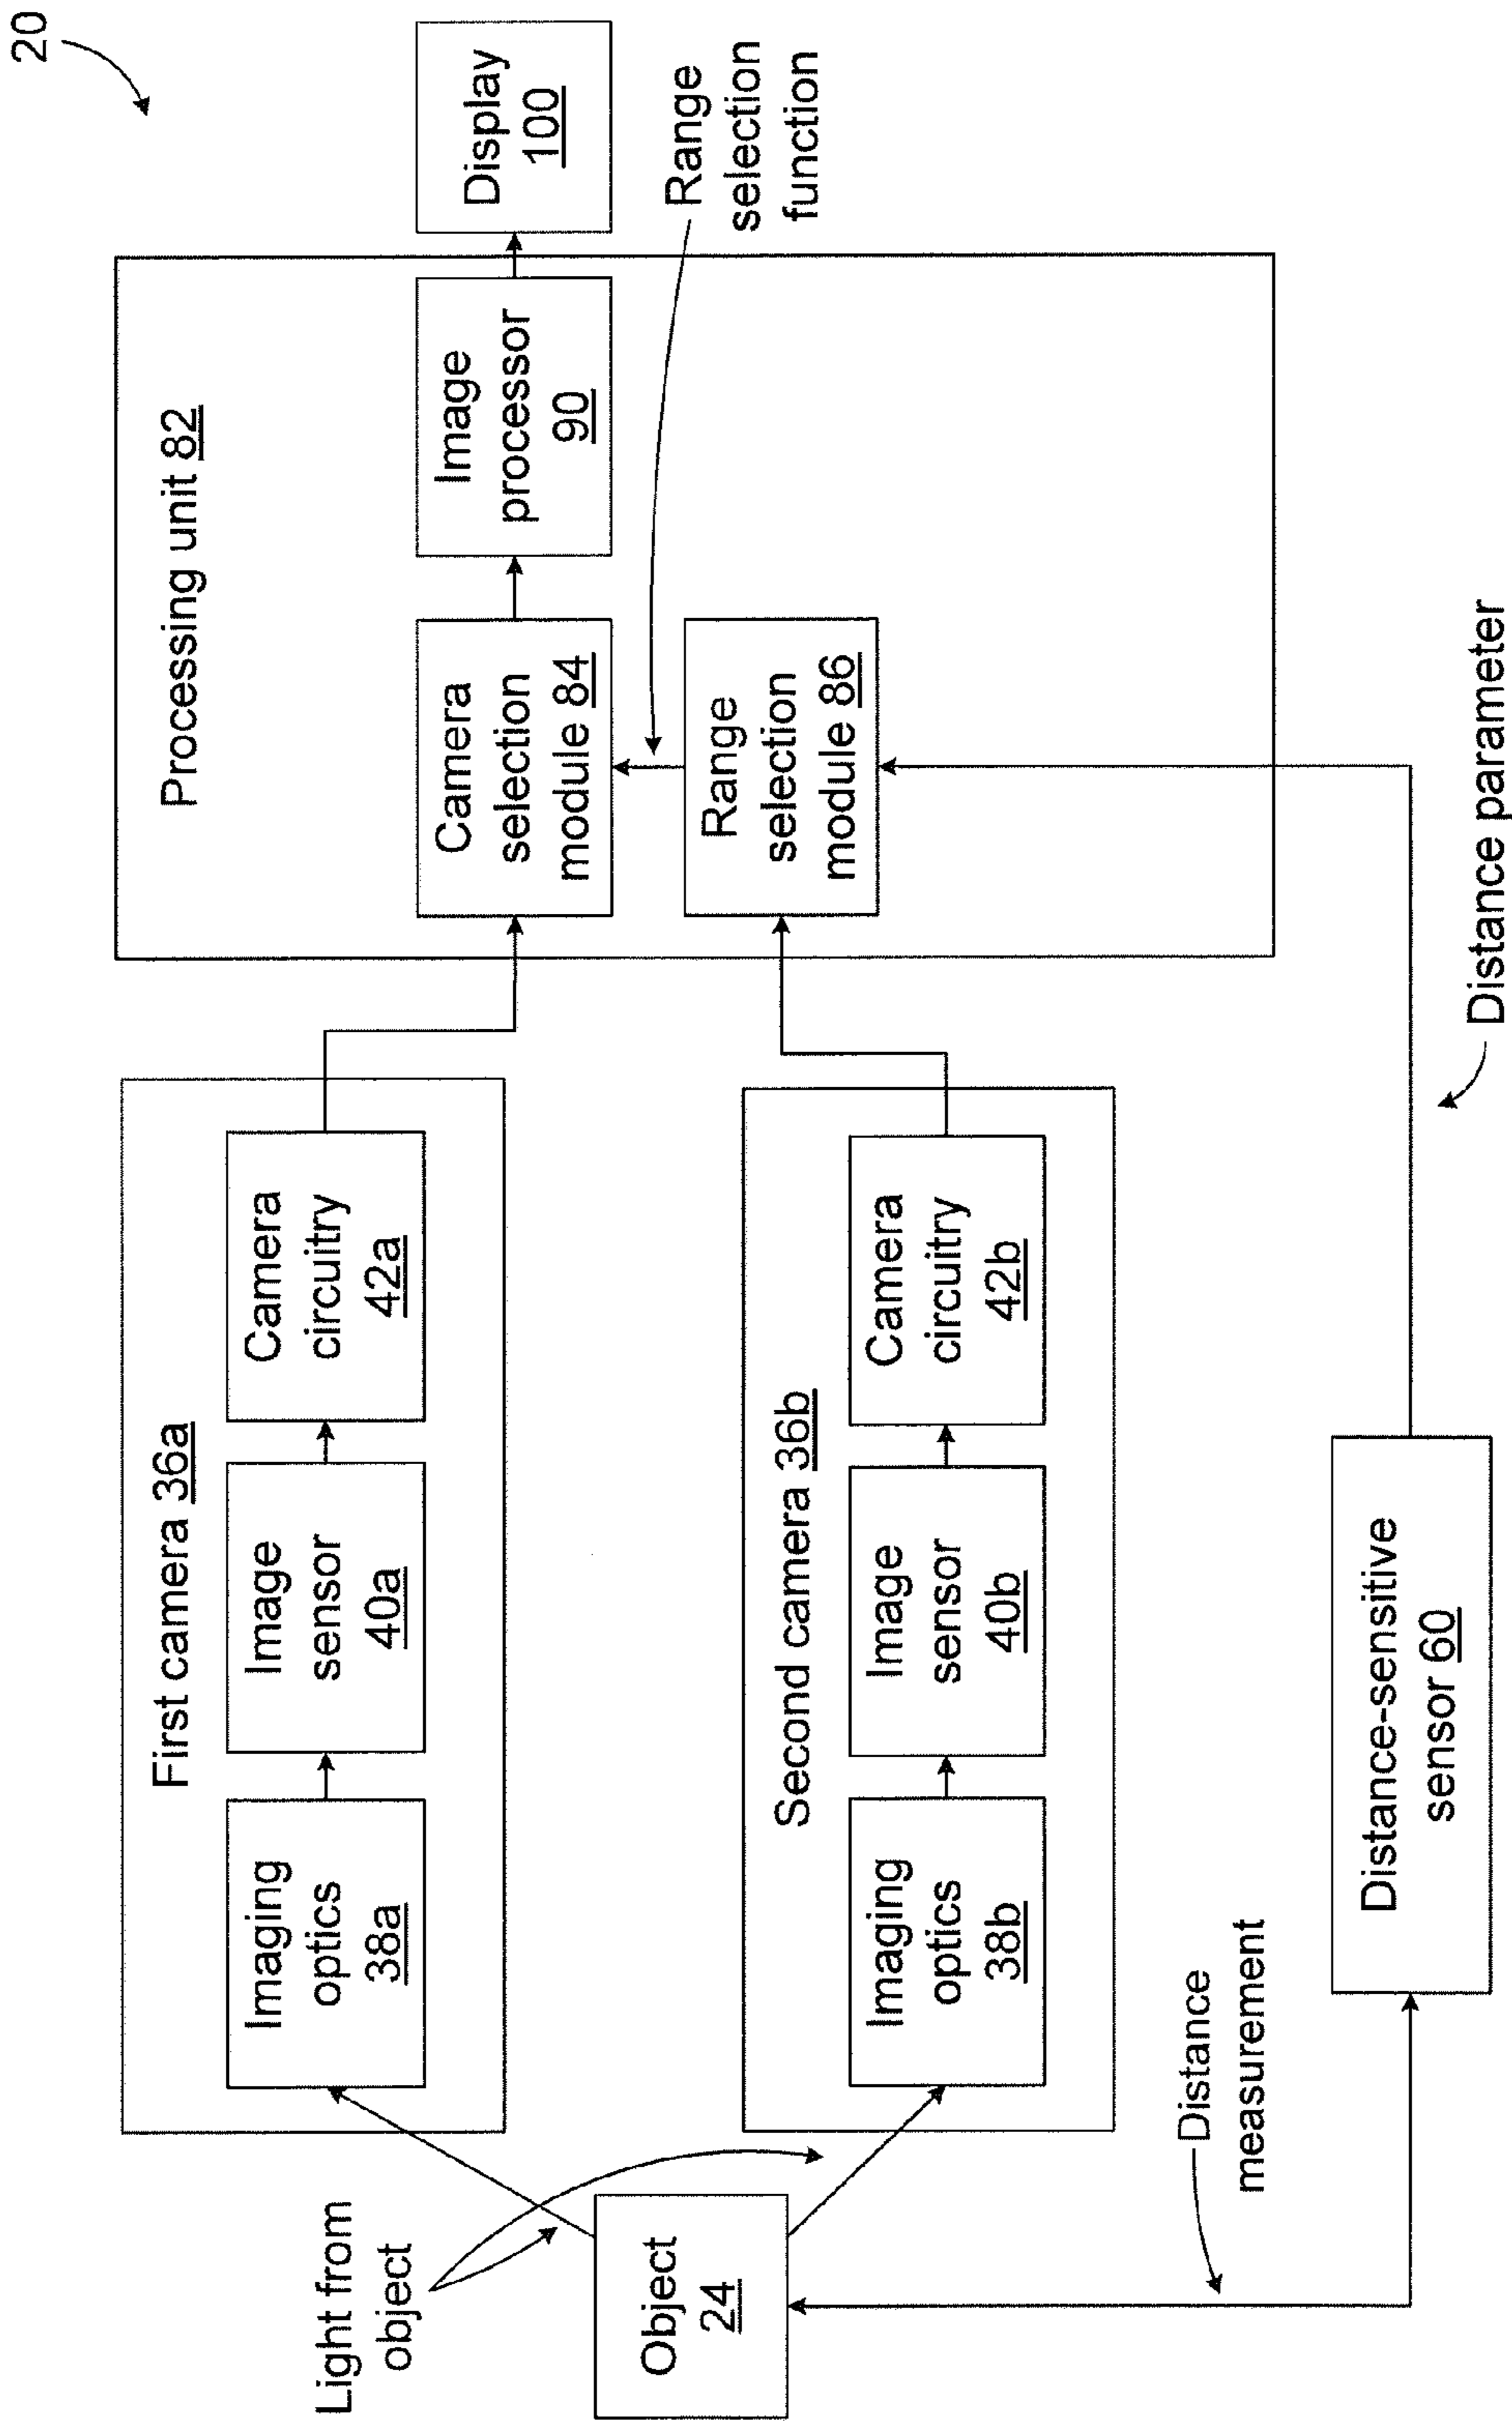 20
Processing unit 82
First camera 36a
Imaging
optics
38a
Image
sensor
40a
Camera
circuitry
42a
Camera
selection
module 84
Image
processor
90
Display
100
Light from
object
Object
24
Range
selection
module 86
Range
selection
function
Second camera 36b
Imaging
optics
38b
Image
sensor
40b
Camera
circuitry
42b
Distance
measurement
Distance-sensitive
sensor 60
Distance parameter